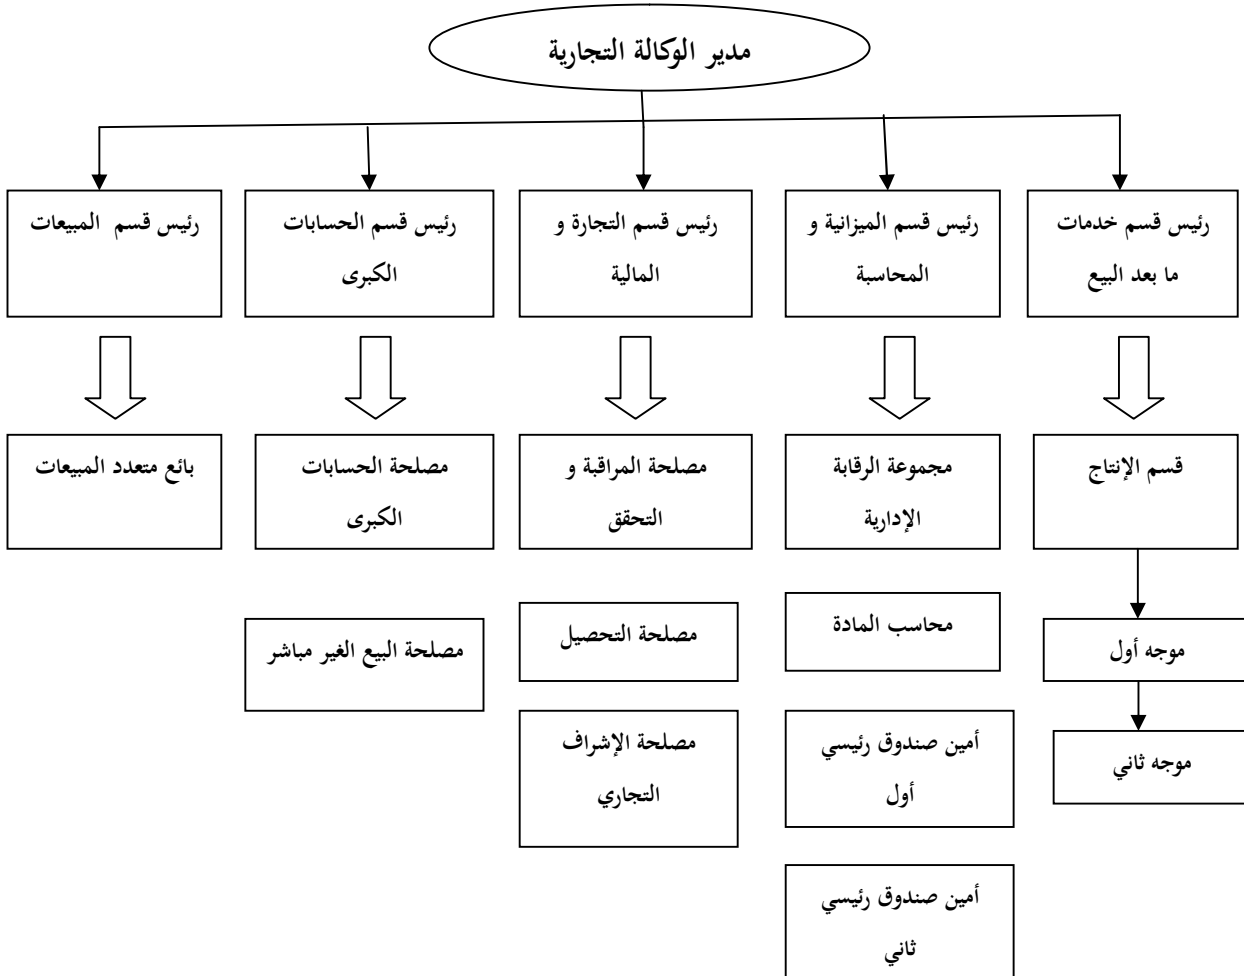 مدير الوكالة التجارية
رئيس قسم خدمات
ما بعد البيع
رئيس قسم الميزانية و
المحاسبة
رئيس قسم التجارة و
المالية
رئيس قسم الحسابات
الكبرى
رئيس قسم المبيعات
قسم الإنتاج
مجموعة الرقابة
الإدارية
مصلحة المراقبة و
التحقق
مصلحة الحسابات
الكبرى
بائع متعدد المبيعات
موجه أول
محاسب المادة
مصلحة التحصيل
مصلحة البيع الغير مباشر
موجه ثاني
أمين صندوق رئيسي
أول
مصلحة الإشراف
التجاري
أمين صندوق رئيسي
ثاني